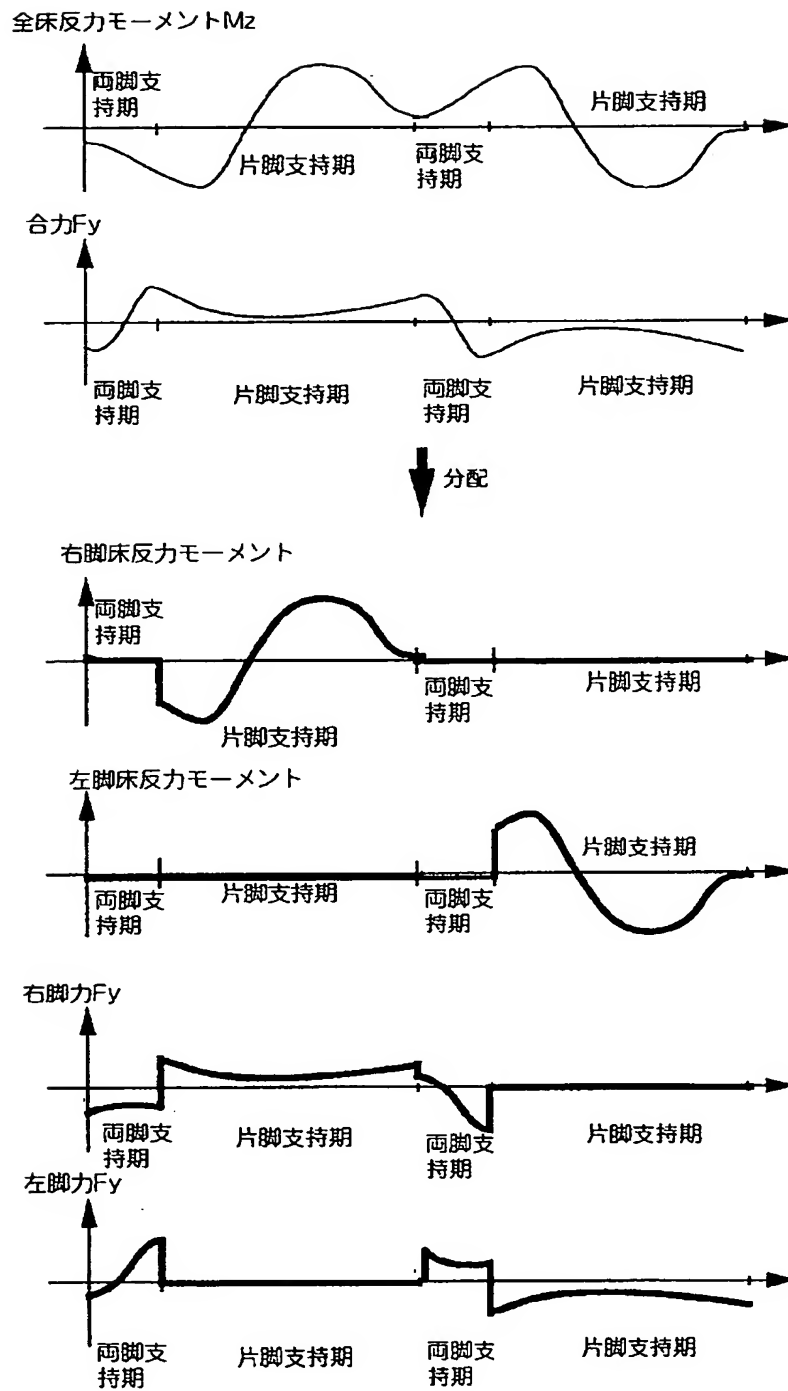 全床反力モーメントMz
両脚支
持期
片脚支持期
片脚支持期
両脚支
持期
合力Fy
両脚支
持期
片脚支持期
両脚支
持期
片脚支持期
分配
右脚床反力モーメント
両脚支
持期
片脚支持期
両脚支
持期
片脚支持期
左脚床反力モーメント
両脚支
持期
片脚支持期
両脚支
持期
片脚支持期
右脚力Fy
両脚支
持期
片脚支持期
両脚支
持期
片脚支持期
左脚力Fy
両脚支
持期
片脚支持期
両脚支
持期
片脚支持期